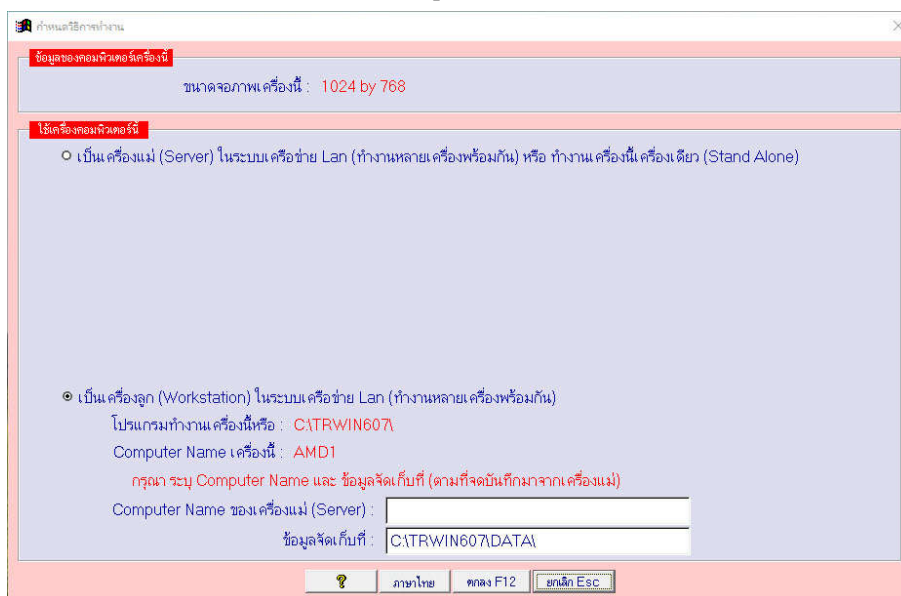 กำหนดวิธีการทำงาน
ข้อมูลของคอมพิวเตอร์เครื่องนี้
ขนาดจอภาพเครื่องนี้ : 1024 by 768
ใช้เครื่องคอมพิวเตอร์นี้
เป็นเครื่องแม่ (Server) ในระบบเครือข่าย Lan (ทำงานหลายเครื่องพร้อมกัน) หรือ ทำงานเครื่องนี้เครื่องเดียว (Stand Alone)
เป็นเครื่องลูก (Workstation) ในระบบเครือข่าย Lan (ทำงานหลายเครื่องพร้อมกัน)
โปรแกรมทำงานเครื่องนี้หรือ : C:\TRWIN607\
Computer Name เครื่องนี้ : AMD1
กรุณา ระบุ Computer Name และ ข้อมูลจัดเก็บที่ (ตามที่จดบันทึกมาจากเครื่องแม่)
Computer Name ของเครื่องแม่ (Server) :
ข้อมูลจัดเก็บที่ : C:\TRWIN607\DATA\
? ภาษาไทย ตกลง F12 ยกเลิก Esc